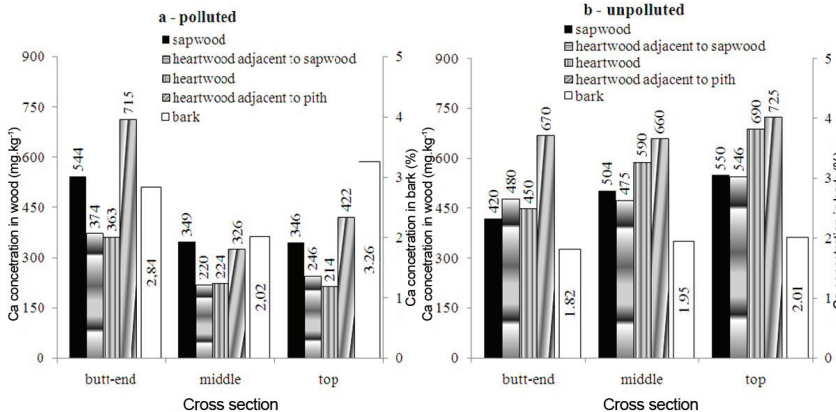 a - polluted
sapwood
heartwood adjacent to sapwood
heartwood
heartwood adjacent to pith
bark
Ca concetration in wood (mg.kg-1)
900
750
600
450
300
150
0
544
374
363
715
2,84
349
220
224
326
2,02
346
246
214
422
3.26
5
4
3
2
1
0
Ca concetration in bark (%)
butt-end
middle
top
Cross section
b - unpolluted
sapwood
heartwood adjacent to sapwood
heartwood
heartwood adjacent to pith
bark
Ca concetration in wood (mg.kg-1)
900
750
600
450
300
150
0
420
480
450
670
1.82
504
475
590
660
1.95
550
546
690
725
2.01
5
4
3
2
1
0
butt-end
middle
top
Cross section